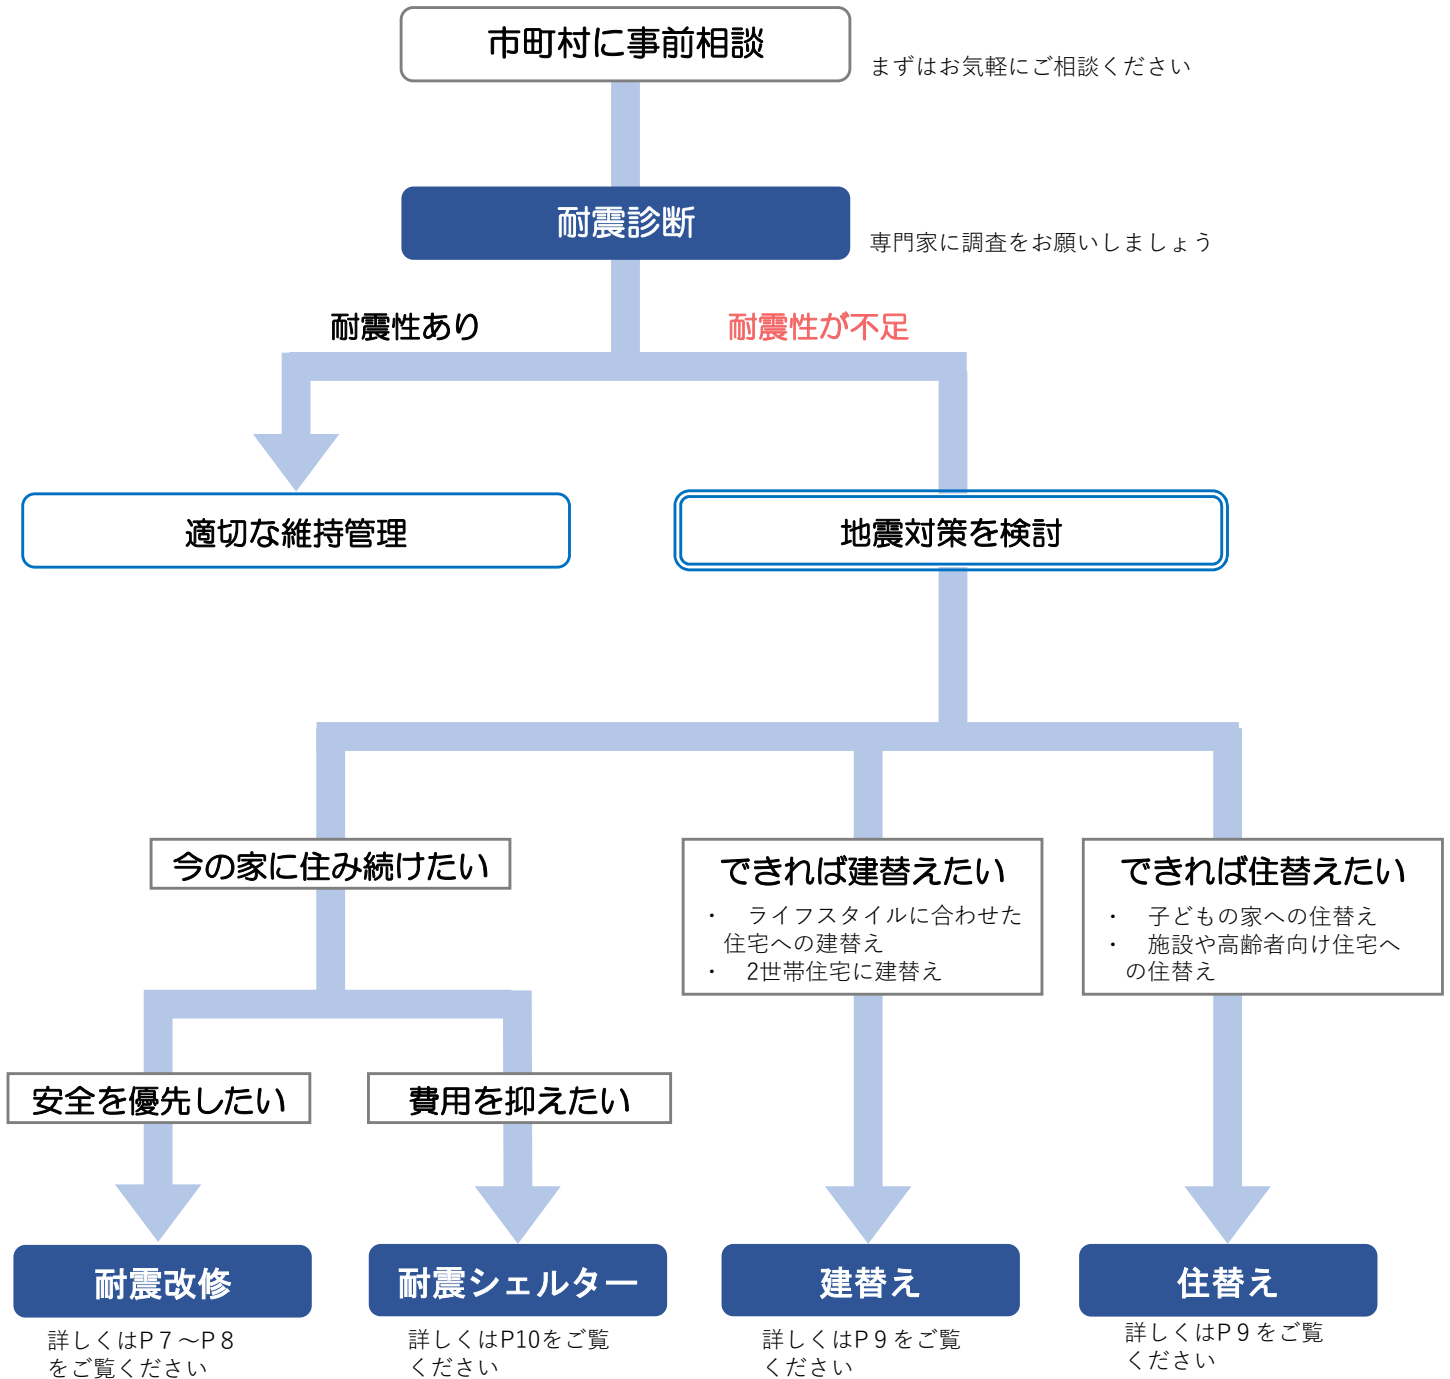 市町村に事前相談
まずはお気軽にご相談ください
耐震診断
専門家に調査をお願いしましょう
耐震性あり
耐震性が不足
適切な維持管理
地震対策を検討
今の家に住み続けたい
できれば建替えたい
・　ライフスタイルに合わせた
住宅への建替え
・　2世帯住宅に建替え
できれば住替えたい
・　子どもの家への住替え
・　施設や高齢者向け住宅へ
の住替え
安全を優先したい
費用を抑えたい
耐震改修
詳しくはP７～P８
をご覧ください
耐震シェルター
詳しくはP10をご覧
ください
建替え
詳しくはP９をご覧
ください
住替え
詳しくはP９をご覧
ください